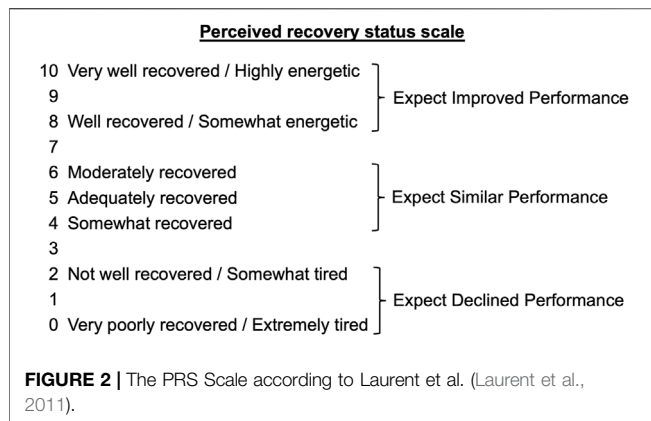 Perceived recovery status scale
10 Very well recovered / Highly energetic
9
8 Well recovered / Somewhat energetic
Expect Improved Performance
7
6 Moderately recovered
5 Adequately recovered
4 Somewhat recovered
Expect Similar Performance
3
2 Not well recovered / Somewhat tired
1
0 Very poorly recovered / Extremely tired
Expect Declined Performance
FIGURE 2 | The PRS Scale according to Laurent et al. (Laurent et al.,
2011).